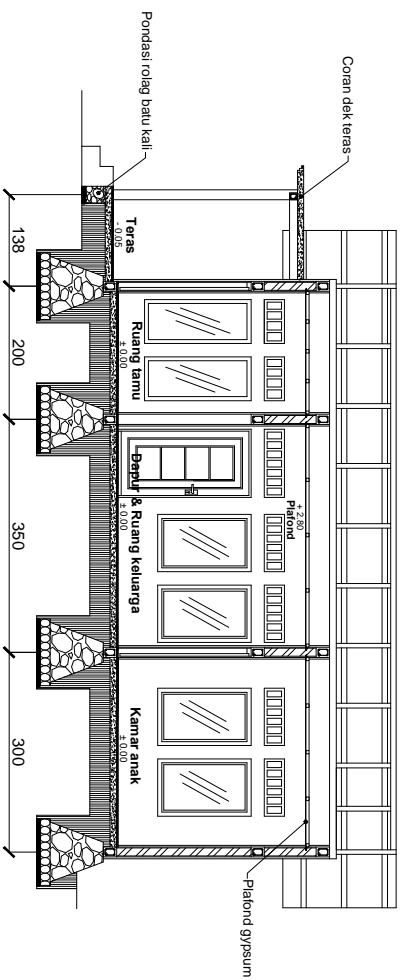 Coran dek teras
Pondasi rolag batu kali
+ 2.80
Plafond
Teras
- 0.05
Ruang tamu
± 0.00
Dapur & Ruang keluarga
± 0.00
Kamar anak
± 0.00
Plafond gypsum
138
200
350
300